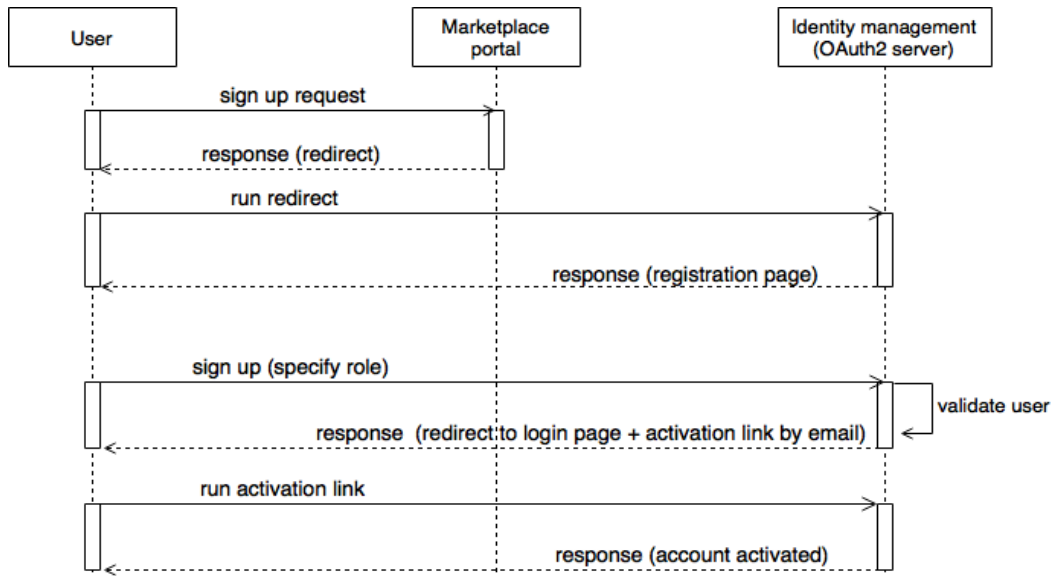 User
Marketplace
portal
Identity management
(OAuth2 server)
sign up request
response (redirect)
run redirect
response (registration page)
sign up (specify role)
validate user
response  (redirect to login page + activation link by email)
run activation link
response (account activated)